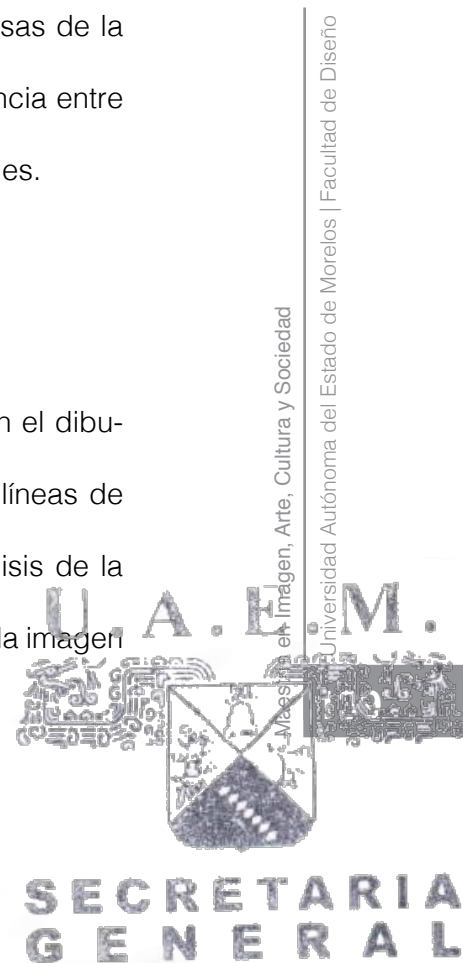 sas de la
ncia entre
es.
n el dibu-
líneas de
isis de la
la imagen
Maestría en Imagen, Arte, Cultura y Sociedad
Universidad Autónoma del Estado de Morelos | Facultad de Diseño
U.A.E.M.
SECRETARIA
GENERAL